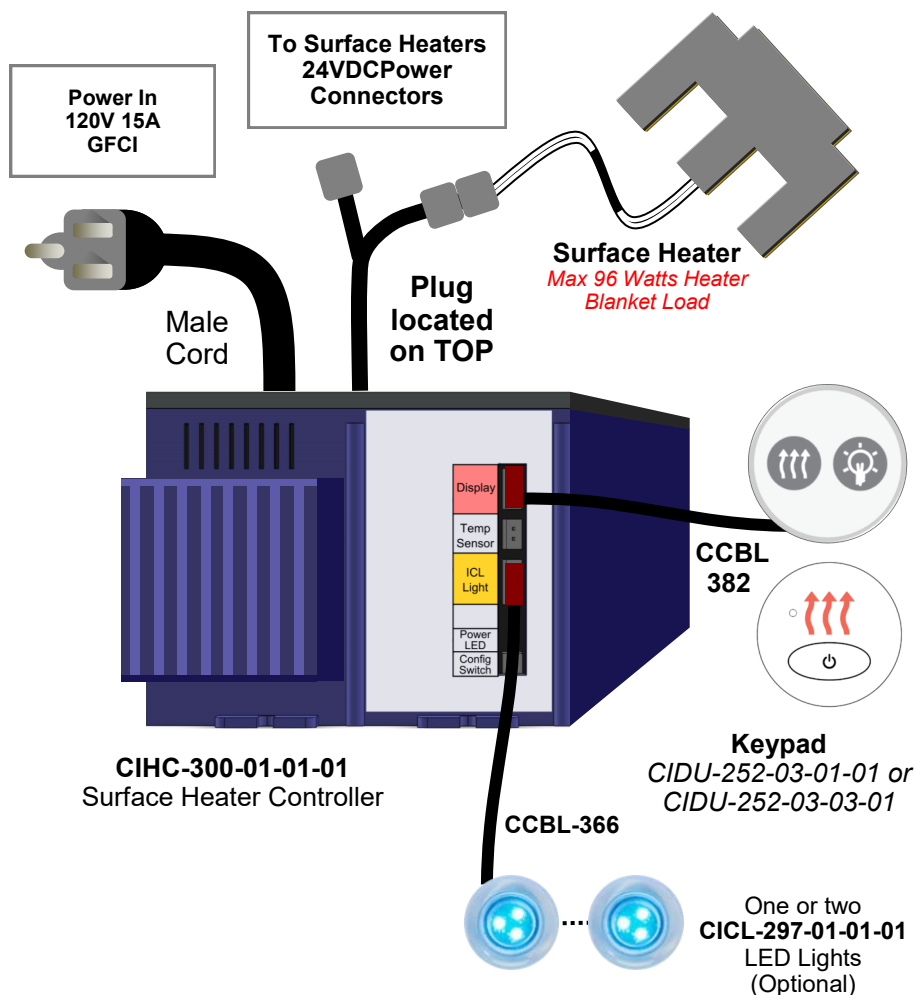 To Surface Heaters
24VDCPower
Connectors
Power In
120V 15A
GFCI
Surface Heater
Max 96 Watts Heater
Blanket Load
Plug
located
on TOP
Male
Cord
Display
Temp
Sensor
ICL
Light
Power
LED
Config
Switch
CCBL
382
Keypad
CIDU-252-03-01-01 or
CIDU-252-03-03-01
CIHC-300-01-01-01
Surface Heater Controller
CCBL-366
One or two
CICL-297-01-01-01
LED Lights
(Optional)